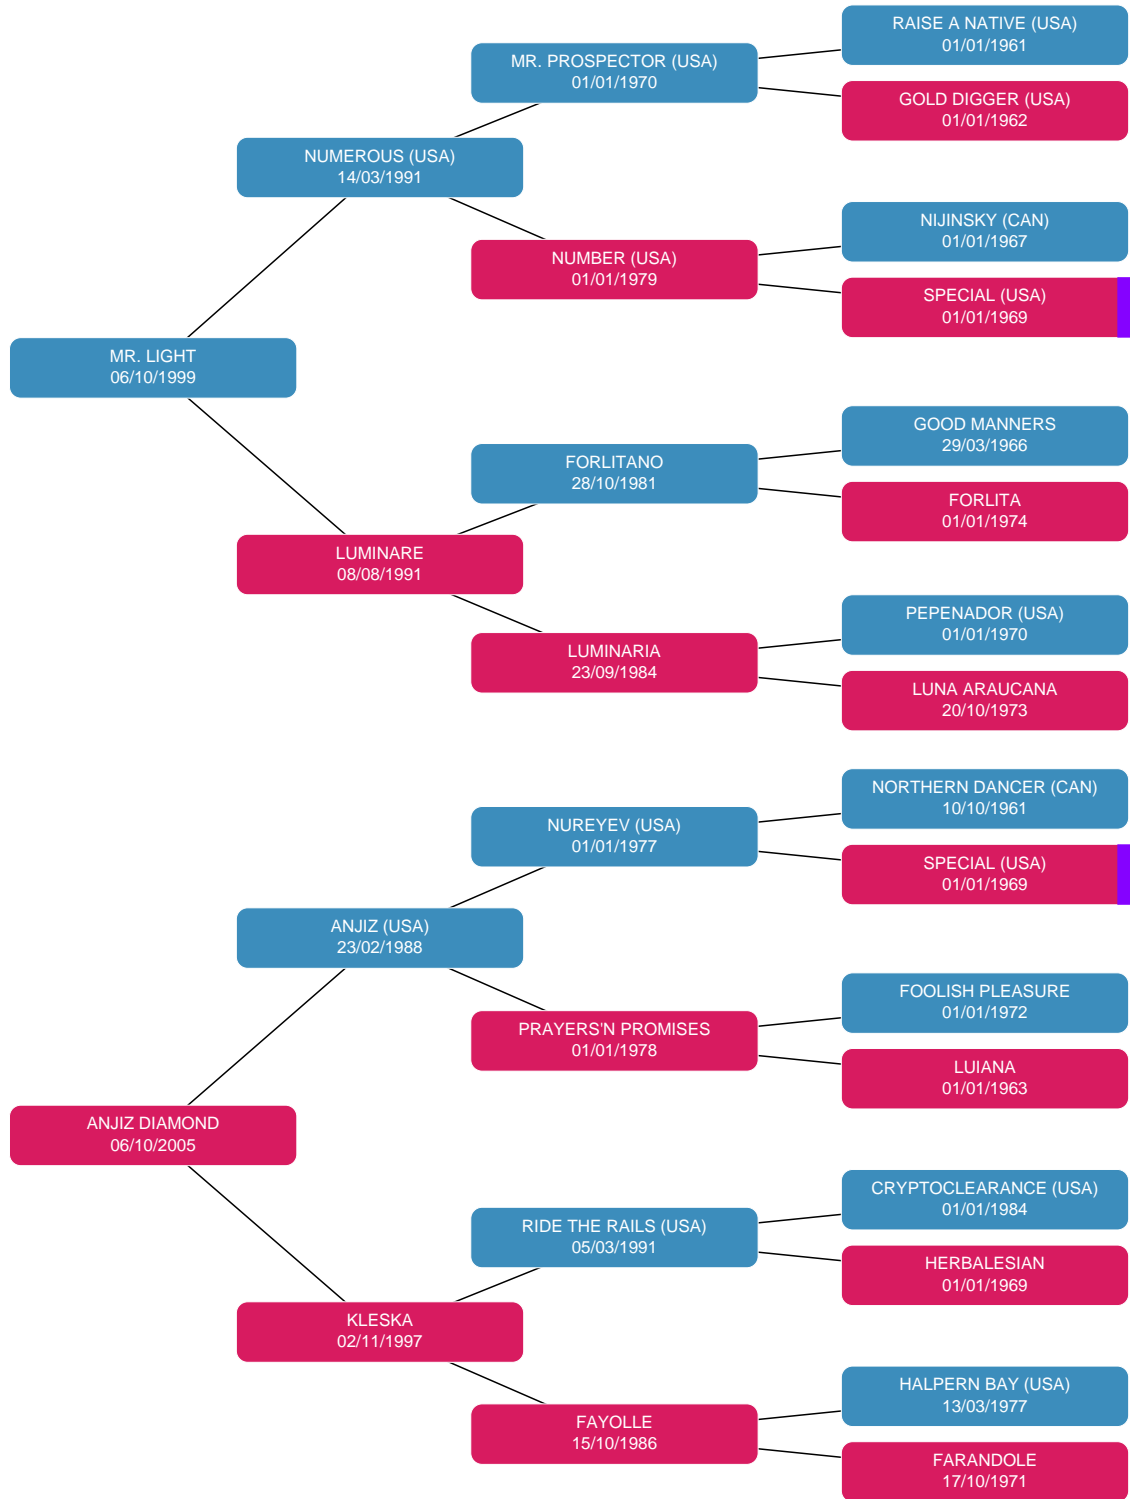 RAISE A NATIVE (USA)
01/01/1961
MR. PROSPECTOR (USA)
01/01/1970
GOLD DIGGER (USA)
01/01/1962
NUMEROUS (USA)
14/03/1991
NIJINSKY (CAN)
01/01/1967
NUMBER (USA)
01/01/1979
SPECIAL (USA)
01/01/1969
MR. LIGHT
06/10/1999
GOOD MANNERS
29/03/1966
FORLITANO
28/10/1981
FORLITA
01/01/1974
LUMINARE
08/08/1991
PEPENADOR (USA)
01/01/1970
LUMINARIA
23/09/1984
LUNA ARAUCANA
20/10/1973
NORTHERN DANCER (CAN)
10/10/1961
NUREYEV (USA)
01/01/1977
SPECIAL (USA)
01/01/1969
ANJIZ (USA)
23/02/1988
FOOLISH PLEASURE
01/01/1972
PRAYERS'N PROMISES
01/01/1978
LUIANA
01/01/1963
ANJIZ DIAMOND
06/10/2005
CRYPTOCLEARANCE (USA)
01/01/1984
RIDE THE RAILS (USA)
05/03/1991
HERBALESIAN
01/01/1969
KLESKA
02/11/1997
HALPERN BAY (USA)
13/03/1977
FAYOLLE
15/10/1986
FARANDOLE
17/10/1971